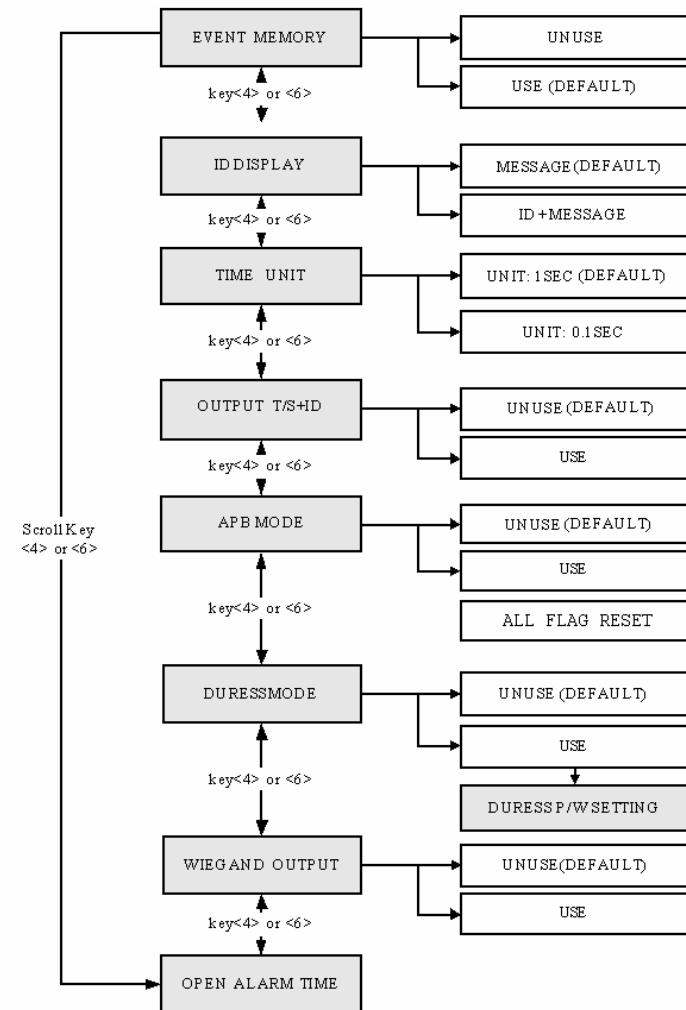 EVENT MEMORY
UNUSE
USE (DEFAULT)
key<4> or <6>
ID DISPLAY
MESSAGE (DEFAULT)
ID+MESSAGE
key<4> or <6>
TIME UNIT
UNIT: 1SEC (DEFAULT)
UNIT: 0.1SEC
key<4> or <6>
OUTPUT T/S+ID
UNUSE (DEFAULT)
USE
key<4> or <6>
APB MODE
UNUSE (DEFAULT)
USE
ALL FLAG RESET
Scroll Key
<4> or <6>
key<4> or <6>
DURESSMODE
UNUSE (DEFAULT)
USE
DURESS P/W SETTING
key<4> or <6>
WIEGAND OUTPUT
UNUSE(DEFAULT)
USE
key<4> or <6>
OPEN ALARM TIME